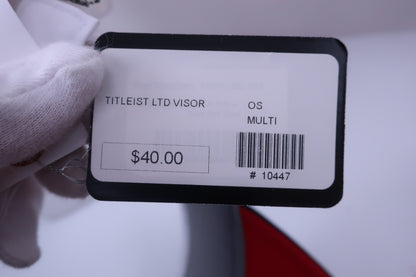 TITLEIST LTD VISOR OS
MULTI
$40.00
# 10447